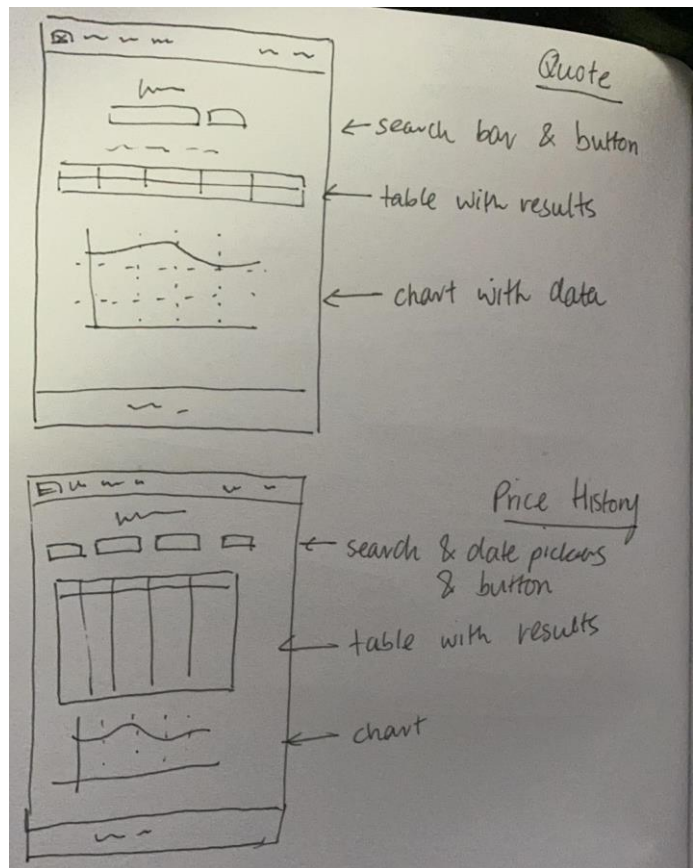 Quote
search bar & button
table with results
chart with data
Price History
search & date pickers
& button
table with results
chart